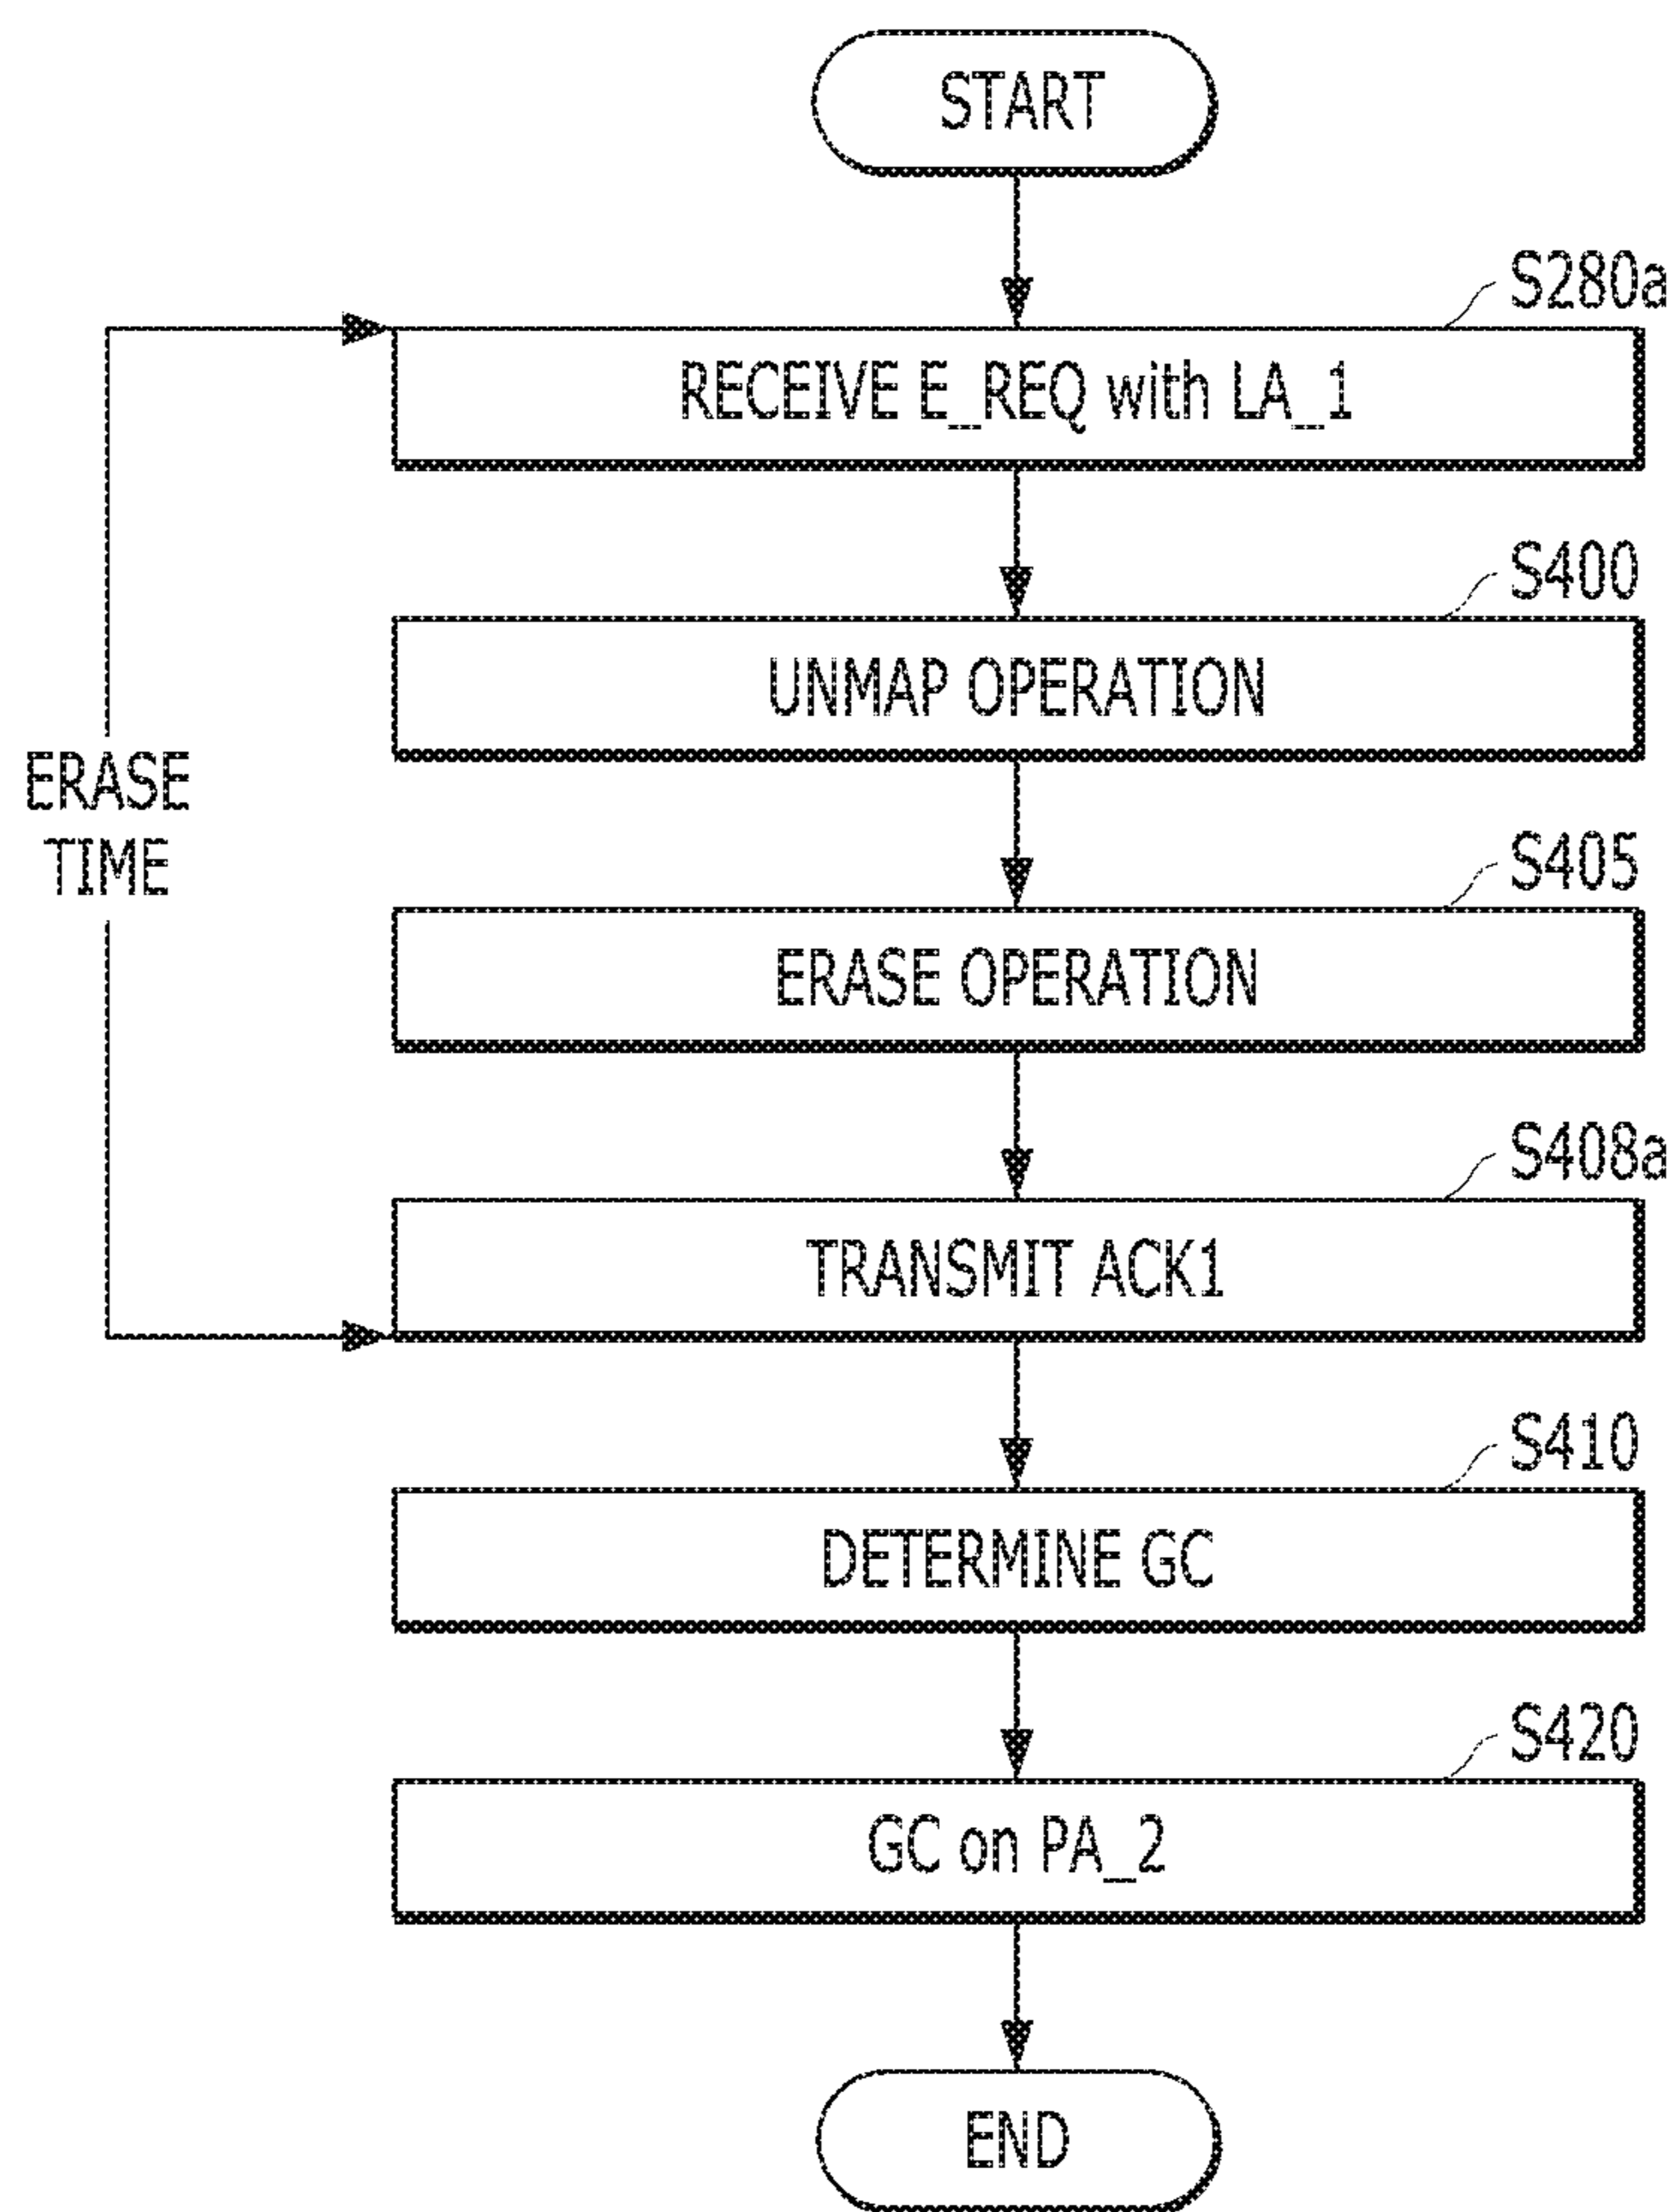 START
S280a
RECEIVE E_REQ with LA_1
S400
UNMAP OPERATION
ERASE
TIME
S405
ERASE OPERATION
S408a
TRANSMIT ACK1
S410
DETERMINE GC
S420
GC on PA_2
END